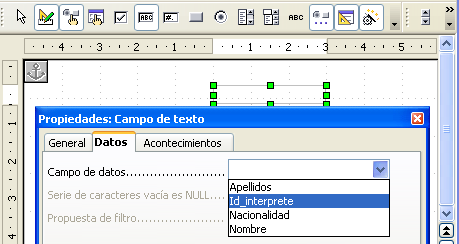 ABC
ABC
· 4 · 3 · 2 · 1 · 1 · 2 · 3 · 4 · 5
Propiedades: Campo de texto
General Datos Acontecimientos
Campo de datos
Serie de caracteres vacía es NULL
Propuesta de filtro
Apellidos
Id_interprete
Nacionalidad
Nombre